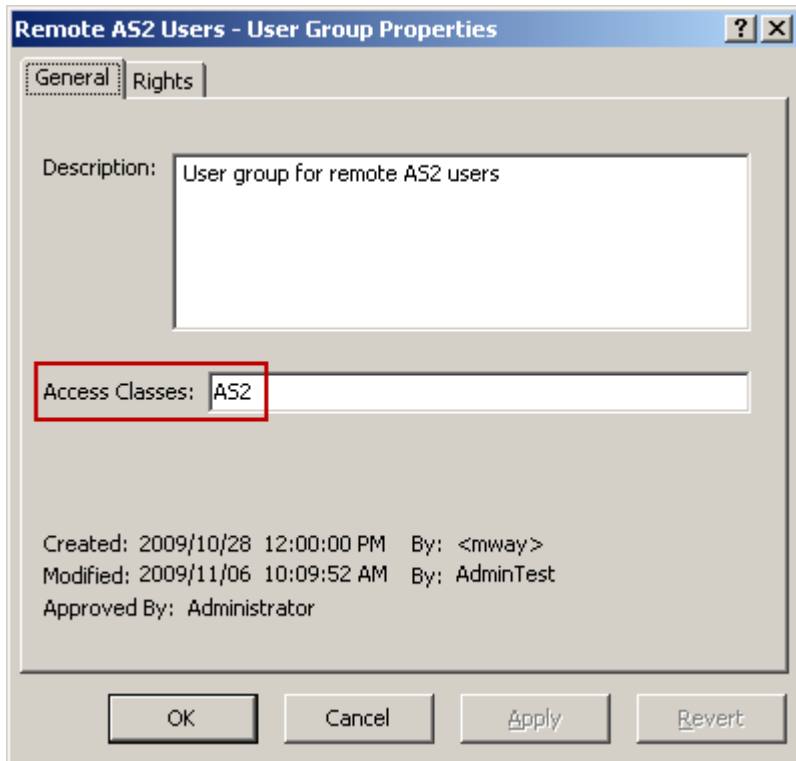 Remote AS2 Users - User Group Properties ? X
General Rights
Description: User group for remote AS2 users
Access Classes: AS2
Created: 2009/10/28 12:00:00 PM By: <mway>
Modified: 2009/11/06 10:09:52 AM By: AdminTest
Approved By: Administrator
OK Cancel Apply Revert